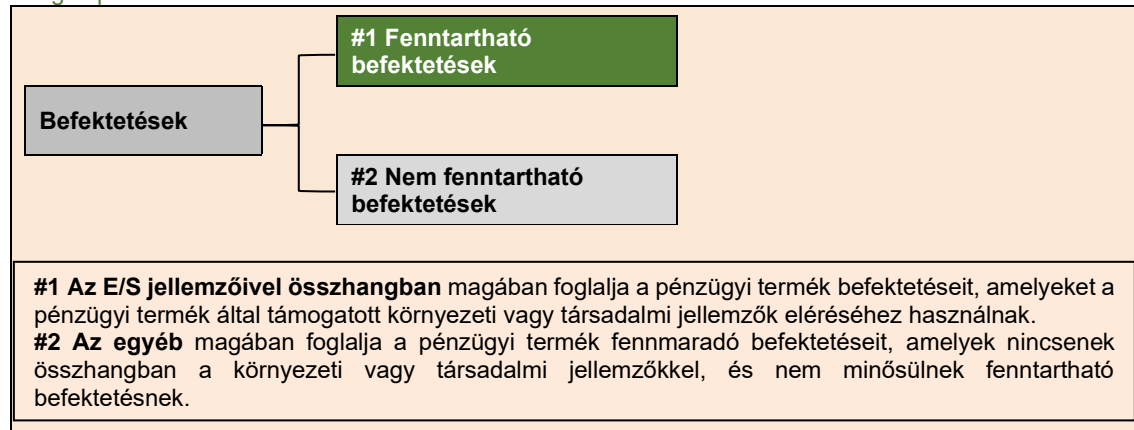 #1 Fenntartható
befektetések
Befektetések
#2 Nem fenntartható
befektetések
#1 Az E/S jellemzőivel összhangban magában foglalja a pénzügyi termék befektetéseit, amelyeket a
pénzügyi termék által támogatott környezeti vagy társadalmi jellemzők eléréséhez használnak.
#2 Az egyéb magában foglalja a pénzügyi termék fennmaradó befektetéseit, amelyek nincsenek
összhangban a környezeti vagy társadalmi jellemzőkkel, és nem minősülnek fenntartható
befektetésnek.